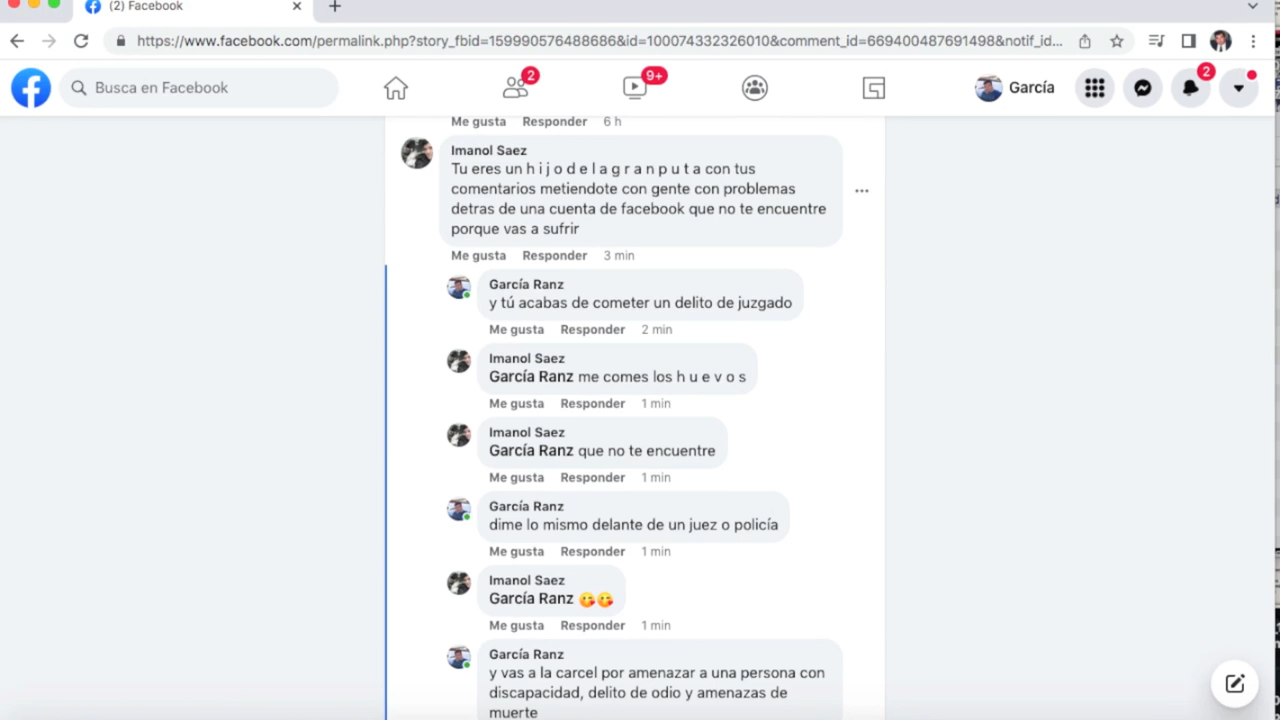 (2) Facebook
https://www.facebook.com/permalink.php?story_fbid=159990576488686&id=100074332326010&comment_id=669400487691498&notif_id...
Busca en Facebook
2
9+
García
2
Me gusta Responder 6 h
Imanol Saez
Tu eres un h i j o d e l a g r a n p u t a con tus
comentarios metiendote con gente con problemas
detras de una cuenta de facebook que no te encuentre
porque vas a sufrir
Me gusta Responder 3 min
García Ranz
y tú acabas de cometer un delito de juzgado
Me gusta Responder 2 min
Imanol Saez
García Ranz me comes los h u e v o s
Me gusta Responder 1 min
Imanol Saez
García Ranz que no te encuentre
Me gusta Responder 1 min
García Ranz
dime lo mismo delante de un juez o policía
Me gusta Responder 1 min
Imanol Saez
García Ranz 😋😋
Me gusta Responder 1 min
García Ranz
y vas a la carcel por amenazar a una persona con
discapacidad, delito de odio y amenazas de
muerte